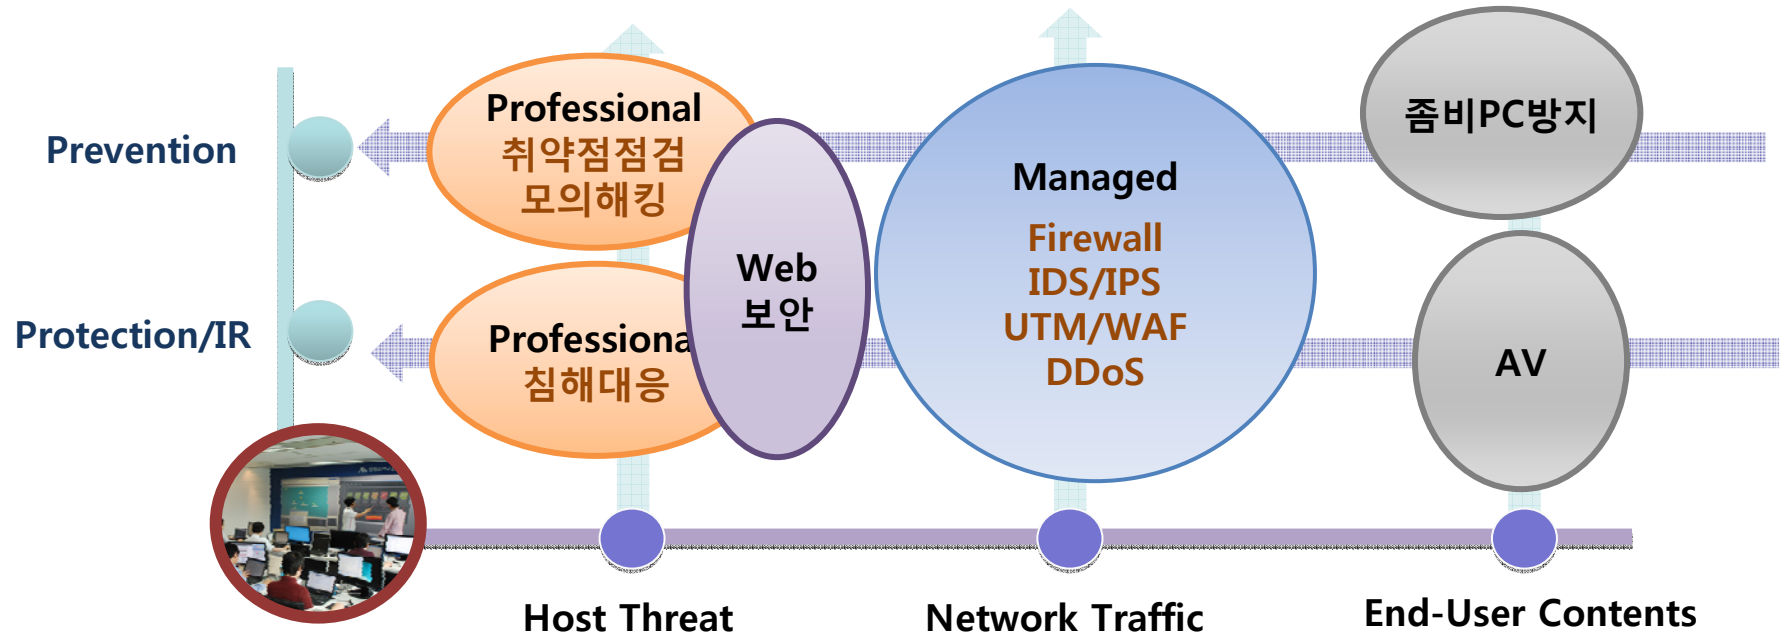 Prevention
Protection/IR
Professional
취약점점검
모의해킹
Professiona
침해대응
Web
보안
Managed
Firewall
IDS/IPS
UTM/WAF
DDoS
좀비PC방지
AV
Host Threat
Network Traffic
End-User Contents